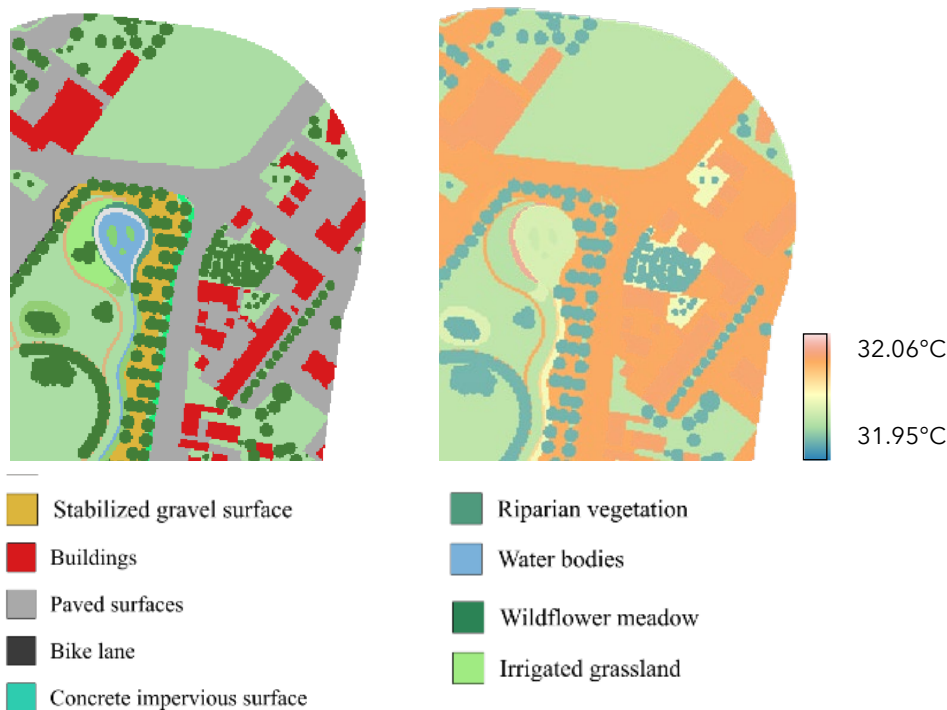 32.06°C
31.95°C
Stabilized gravel surface
Buildings
Paved surfaces
Bike lane
Concrete impervious surface
Riparian vegetation
Water bodies
Wildflower meadow
Irrigated grassland